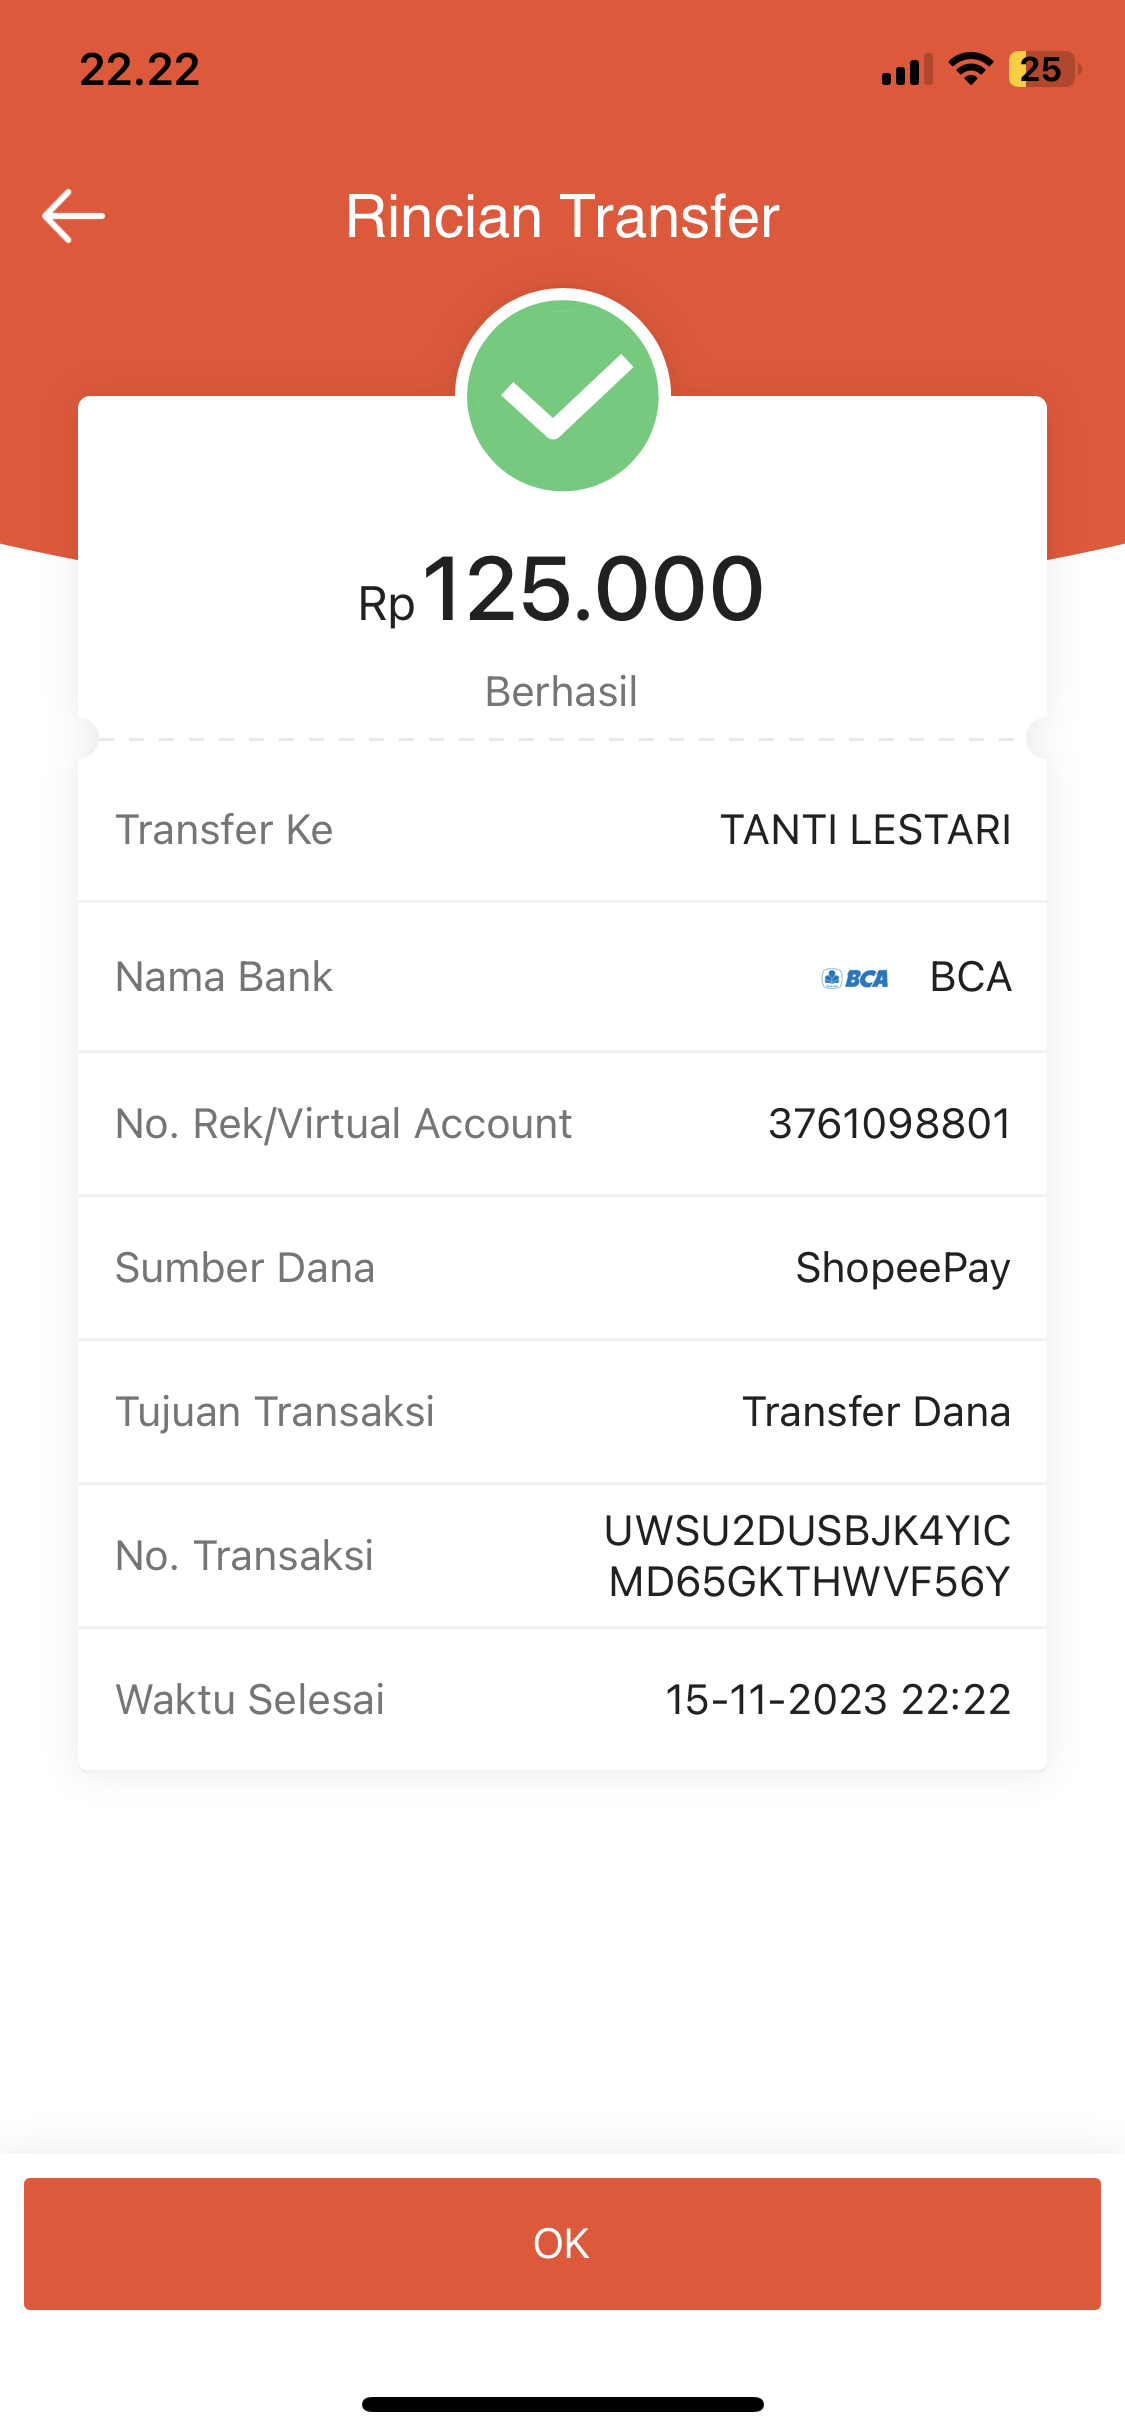 22.22
25
Rincian Transfer
Rp125.000
Berhasil
Transfer Ke TANTI LESTARI
Nama Bank BCA BCA
No. Rek/Virtual Account 3761098801
Sumber Dana ShopeePay
Tujuan Transaksi Transfer Dana
No. Transaksi UWSU2DUSBJK4YIC
MD65GKTHWVF56Y
Waktu Selesai 15-11-2023 22:22
OK